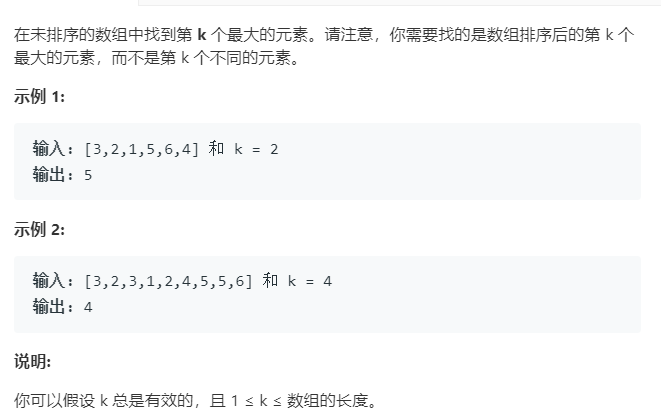 在未排序的数组中找到第 k 个最大的元素。请注意，你需要找的是数组排序后的第 k 个
最大的元素，而不是第 k 个不同的元素。
示例 1:
输入: [3,2,1,5,6,4] 和 k = 2
输出: 5
示例 2:
输入: [3,2,3,1,2,4,5,5,6] 和 k = 4
输出: 4
说明:
你可以假设 k 总是有效的，且 1 ≤ k ≤ 数组的长度。